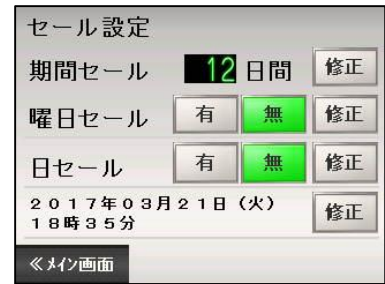 セール設定
期間セール 12日間 修正
曜日セール 有 無 修正
日セール 有 無 修正
2017年03月21日(火)
18時35分 修正
≪メイン画面